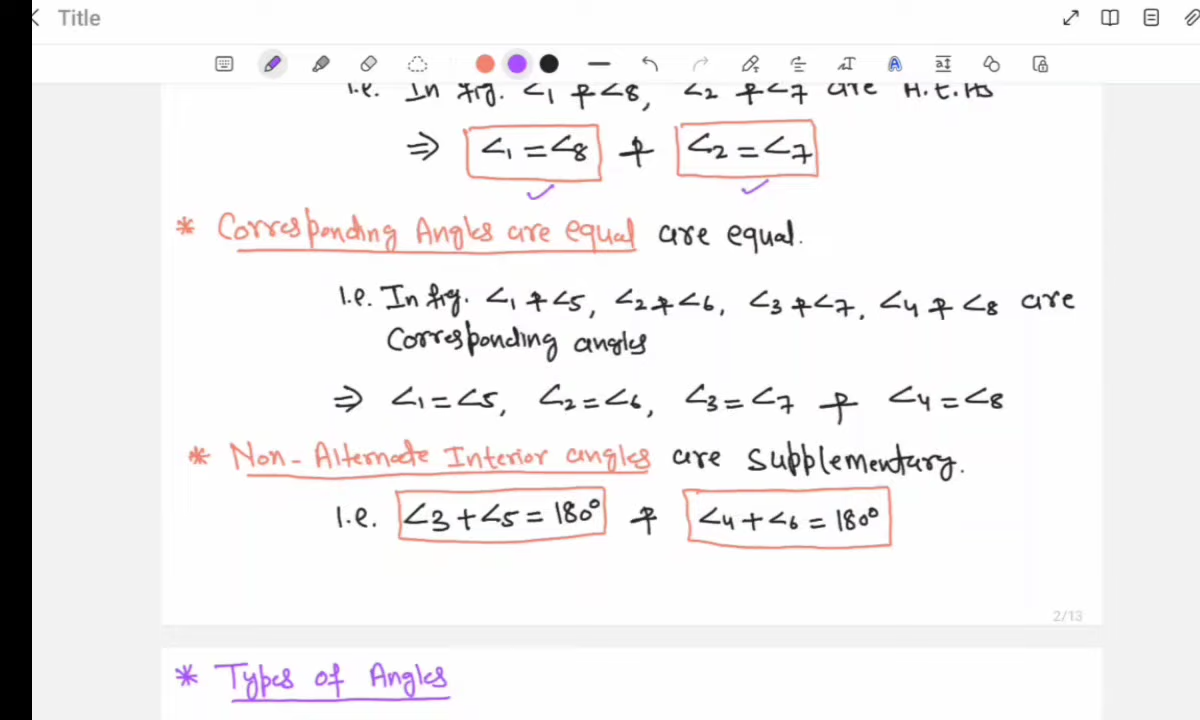 Title
i.e. In fig. ∠1 & ∠8, ∠2 & ∠7 are A.E.As
⇒ ∠1 = ∠8 & ∠2 = ∠7
* Corresponding Angles are equal are equal.
i.e. In fig. ∠1 & ∠5, ∠2 & ∠6, ∠3 & ∠7, ∠4 & ∠8 are
Corresponding angles
⇒ ∠1 = ∠5, ∠2 = ∠6, ∠3 = ∠7 & ∠4 = ∠8
* Non-Alternate Interior angles are supplementary.
i.e. ∠3 + ∠5 = 180° & ∠4 + ∠6 = 180°
2/13
* Types of Angles